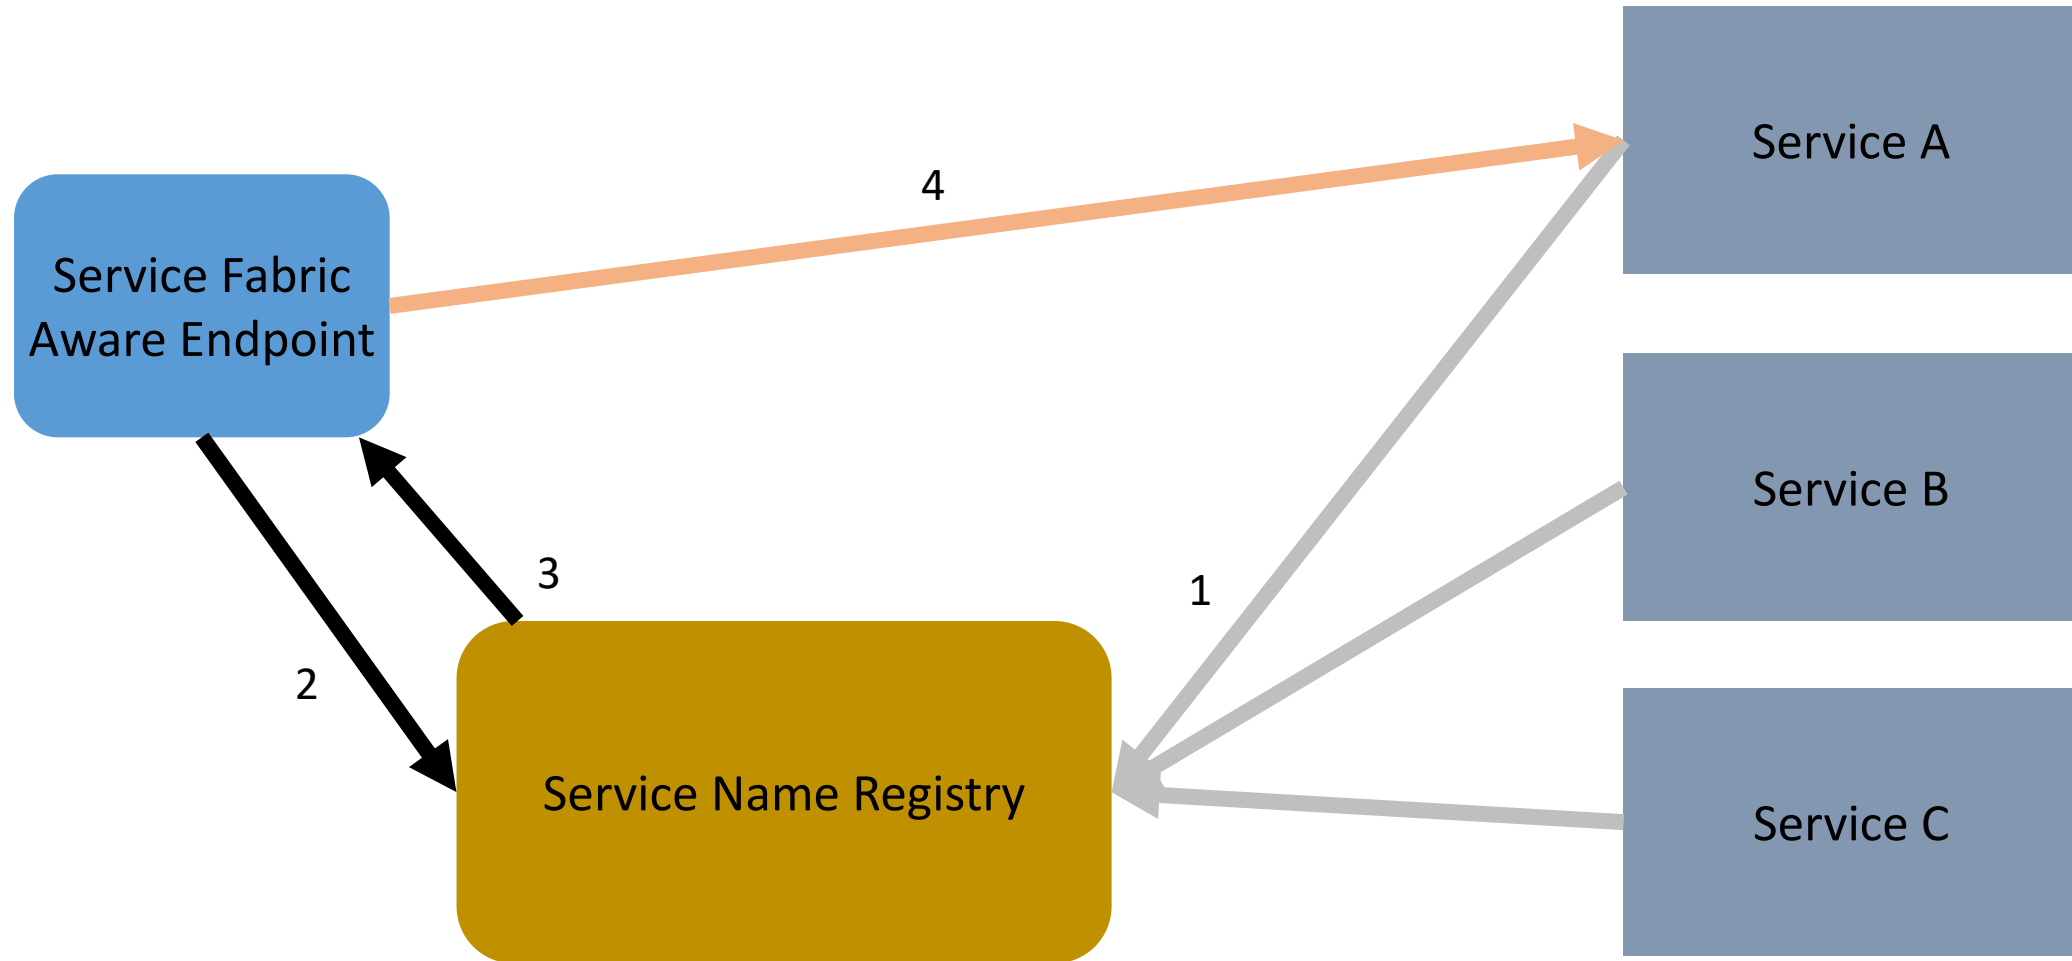 Service A
4
Service Fabric
Aware Endpoint
Service B
3
1
2
Service Name Registry
Service C